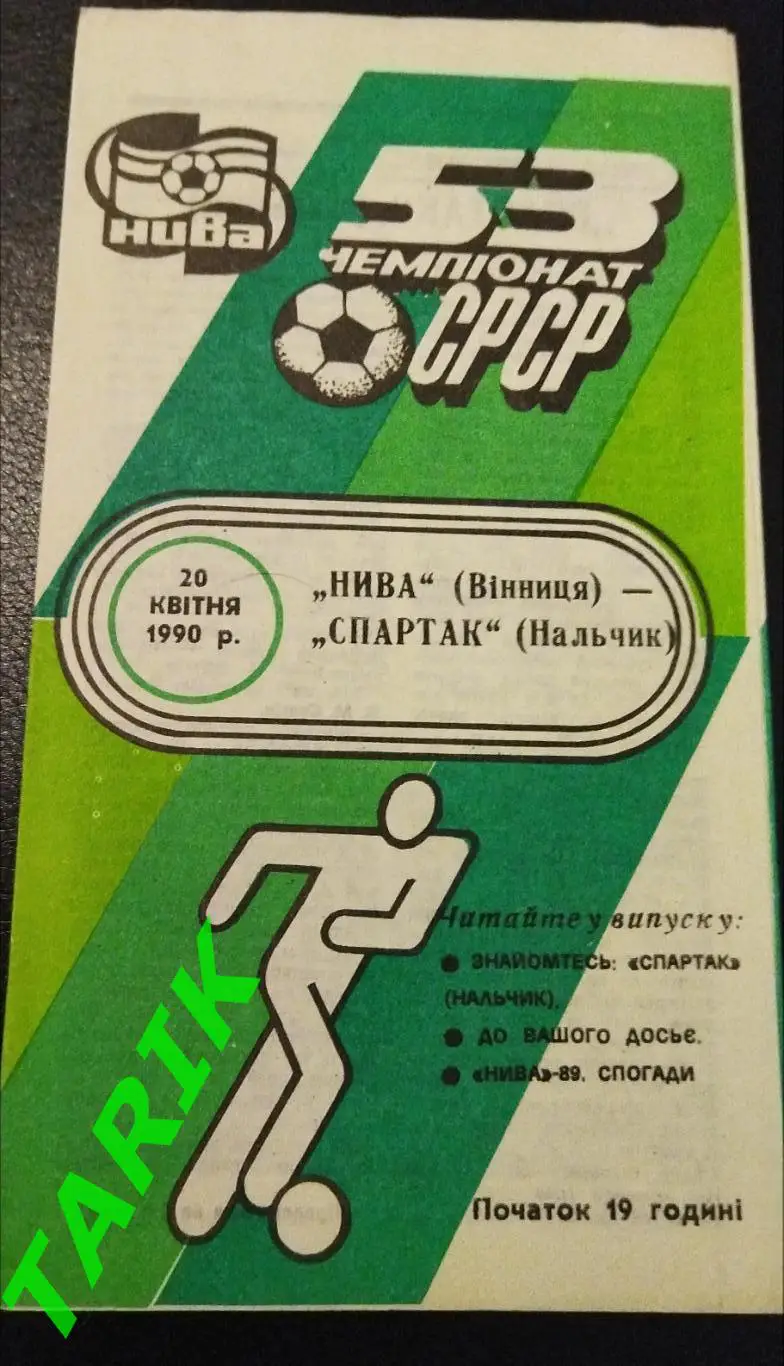 нива
53
ЧЕМПІОНАТ
СРСР
20
КВІТНЯ
1990 р.
„НИВА“ (Вінниця) —
„СПАРТАК“ (Нальчик)
Читайте у випуску:
● ЗНАЙОМТЕСЬ: «СПАРТАК»
(НАЛЬЧИК).
● ДО ВАШОГО ДОСЬЄ.
● «НИВА»-89. СПОГАДИ
Початок 19 годині
TARIK